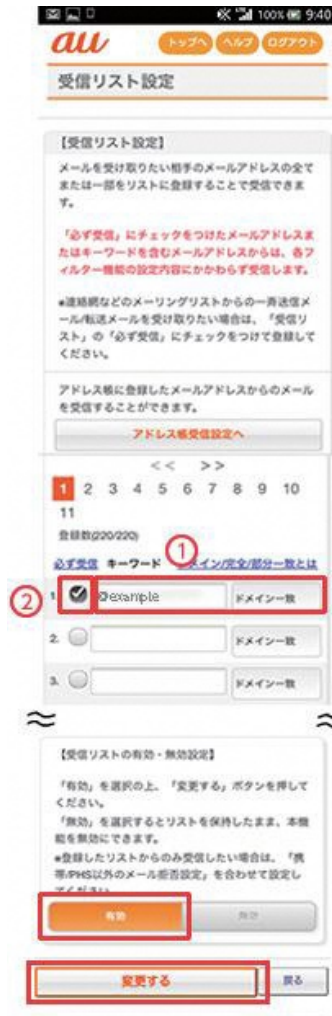 100% 9:40
au
トップへ ヘルプ ログアウト
受信リスト設定
【受信リスト設定】
メールを受け取りたい相手のメールアドレスの全て
または一部をリストに登録することで受信できま
す。
「必ず受信」にチェックをつけたメールアドレスま
たはキーワードを含むメールアドレスからは、各フ
ィルター機能の設定内容にかかわらず受信します。
※連絡網などのメーリングリストからの一斉送信メ
ール/転送メールを受け取りたい場合は、「受信リ
スト」の「必ず受信」にチェックをつけて登録して
ください。
アドレス帳に登録したメールアドレスからのメール
を受信することができます。
アドレス帳受信設定へ
<< >>
1 2 3 4 5 6 7 8 9 10
11
登録数(220/220)
①
必ず受信 キーワード ドメイン/完全/部分一致とは
② 1. @example ドメイン一致
2. ドメイン一致
3. ドメイン一致
【受信リストの有効・無効設定】
「有効」を選択の上、「変更する」ボタンを押して
ください。
「無効」を選択するとリストを保持したまま、本機
能を無効にできます。
※登録したリストからのみ受信したい場合は、「携
帯/PHS以外のメール拒否設定」を合わせて設定し
てください
有効 無効
変更する 戻る